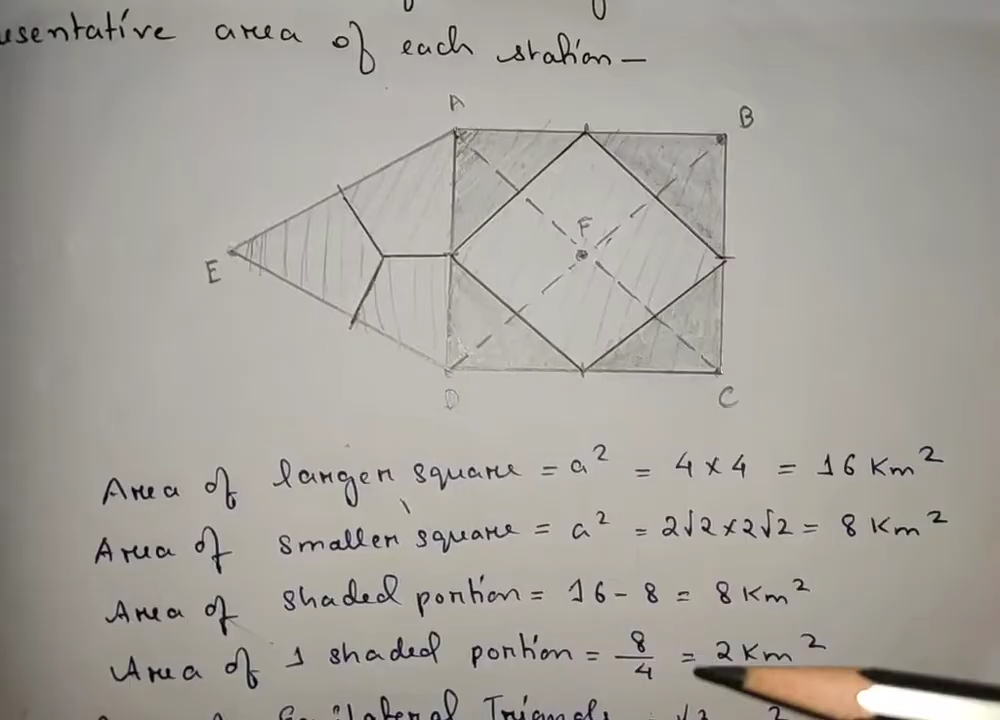 area of each station —
A
B
F
E
D
C
Area of larger square = a² = 4 × 4 = 16 Km²
Area of smaller square = a² = 2√2 × 2√2 = 8 Km²
Area of shaded portion = 16 - 8 = 8 Km²
Area of 1 shaded portion = 8/4 = 2 Km²